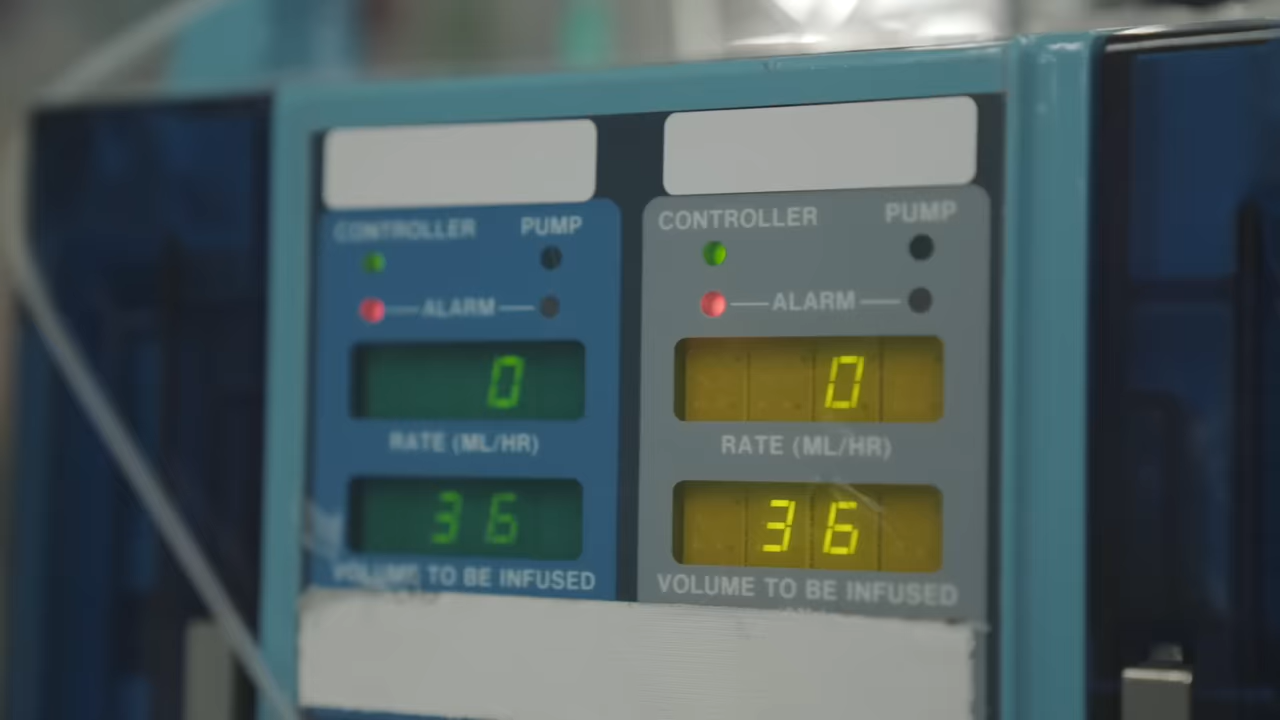 CONTROLLER PUMP
ALARM
0
RATE (ML/HR)
36
VOLUME TO BE INFUSED
CONTROLLER PUMP
ALARM
0
RATE (ML/HR)
36
VOLUME TO BE INFUSED